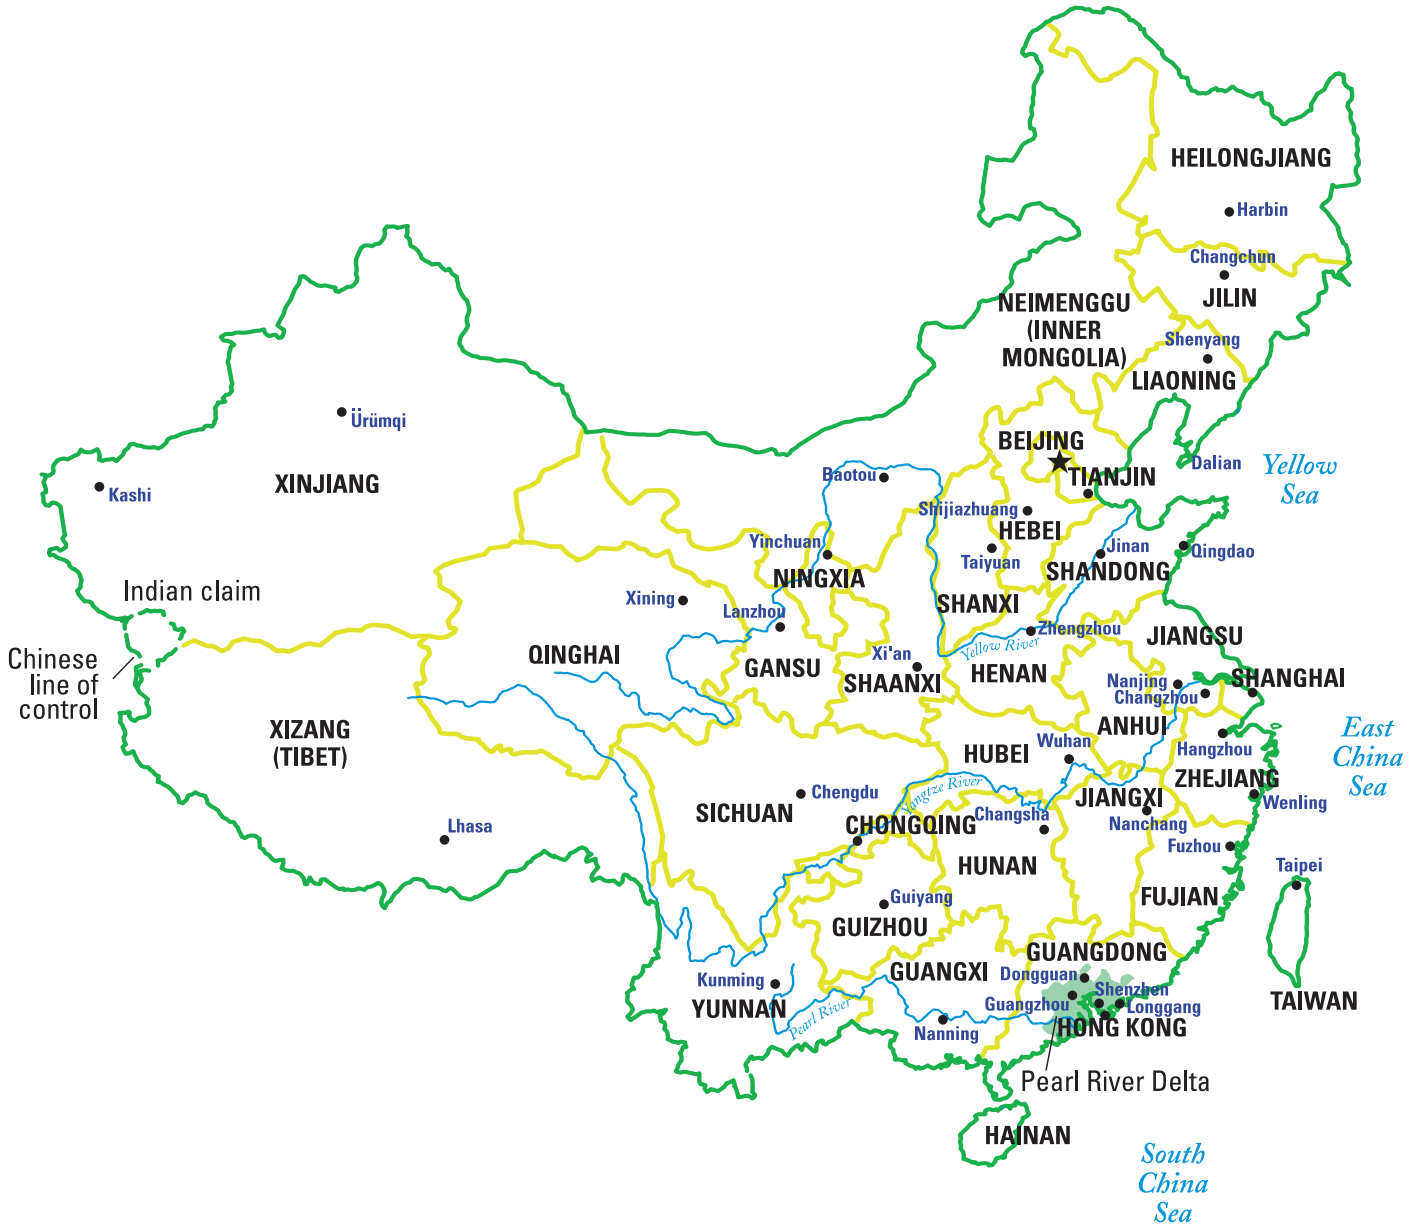 HEILONGJIANG
Harbin
Changchun
JILIN
NEIMENGGU
(INNER
MONGOLIA)
Shenyang
LIAONING
Ürümqi
XINJIANG
Kashi
BEIJING
TIANJIN
Dalian
Yellow
Sea
Baotou
Shijiazhuang
HEBEI
Taiyuan
Jinan
Qingdao
SHANDONG
Yinchuan
NINGXIA
Indian claim
Xining
Lanzhou
SHANXI
Zhengzhou
Yellow River
JIANGSU
Chinese
line of
control
QINGHAI
GANSU
Xi'an
SHAANXI
HENAN
Nanjing
Changzhou
SHANGHAI
XIZANG
(TIBET)
ANHUI
HUBEI
Wuhan
Hangzhou
East
China
Sea
ZHEJIANG
Wenling
SICHUAN
Chengdu
Yangtze River
CHONGQING
Changsha
JIANGXI
Nanchang
Lhasa
Fuzhou
HUNAN
Taipei
Guiyang
GUIZHOU
FUJIAN
GUANGDONG
Kunming
YUNNAN
GUANGXI
Dongguan
Shenzhen
Guangzhou
Longgang
TAIWAN
Pearl River
Nanning
HONG KONG
Pearl River Delta
HAINAN
South
China
Sea